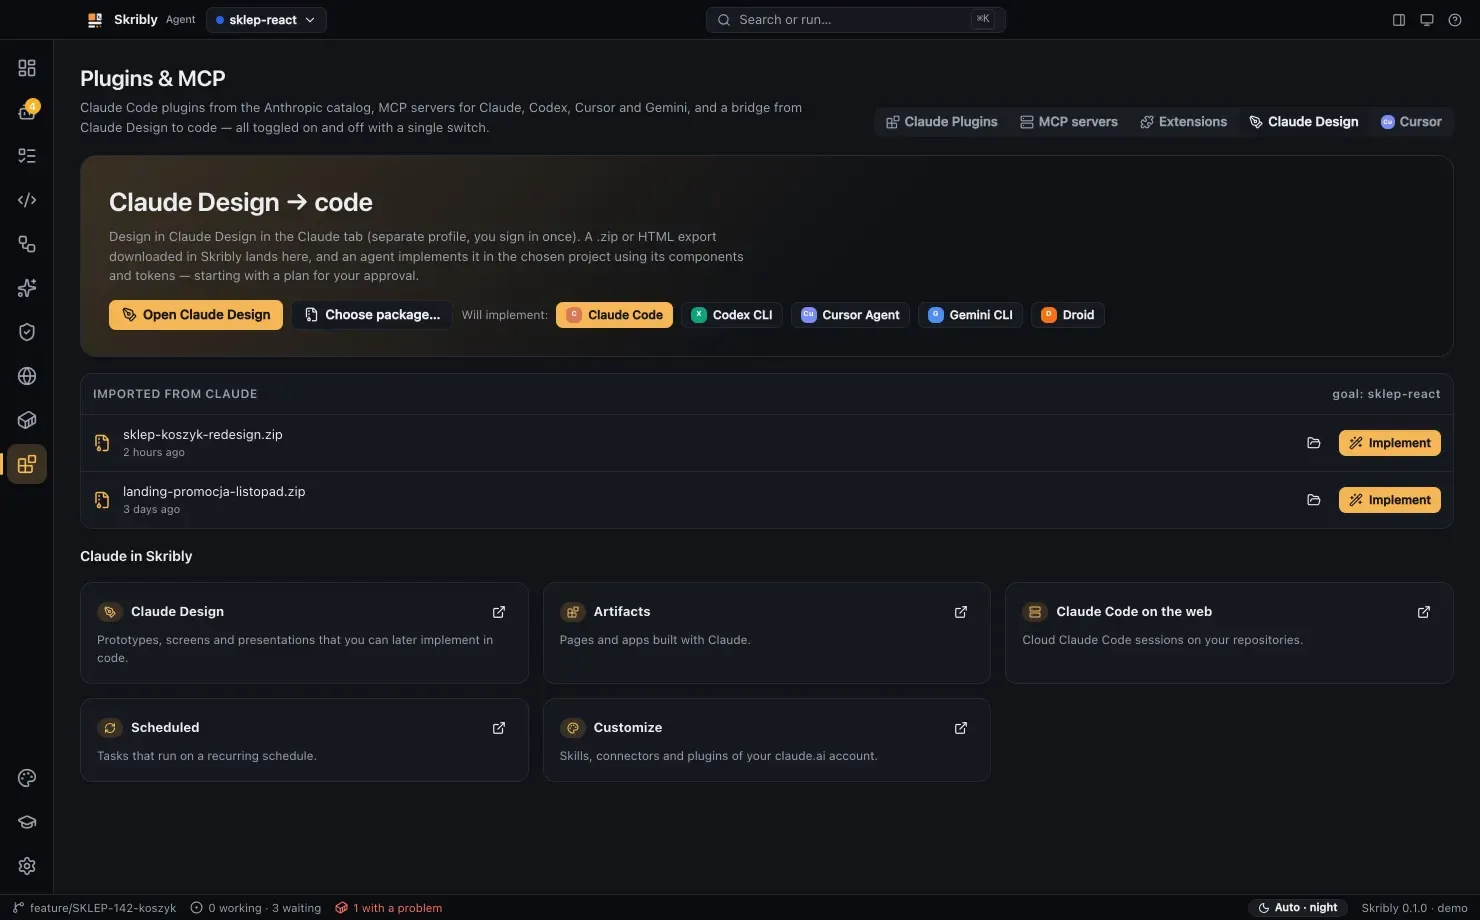 Skribly Agent sklep-react Search or run... ⌘K
4
Plugins & MCP
Claude Code plugins from the Anthropic catalog, MCP servers for Claude, Codex, Cursor and Gemini, and a bridge from
Claude Design to code — all toggled on and off with a single switch.
Claude Plugins MCP servers Extensions Claude Design Cu Cursor
Claude Design → code
Design in Claude Design in the Claude tab (separate profile, you sign in once). A .zip or HTML export
downloaded in Skribly lands here, and an agent implements it in the chosen project using its components
and tokens — starting with a plan for your approval.
Open Claude Design Choose package... Will implement: C Claude Code X Codex CLI Cu Cursor Agent G Gemini CLI D Droid
IMPORTED FROM CLAUDE goal: sklep-react
sklep-koszyk-redesign.zip
2 hours ago
Implement
landing-promocja-listopad.zip
3 days ago
Implement
Claude in Skribly
Claude Design
Prototypes, screens and presentations that you can later implement in
code.
Artifacts
Pages and apps built with Claude.
Claude Code on the web
Cloud Claude Code sessions on your repositories.
Scheduled
Tasks that run on a recurring schedule.
Customize
Skills, connectors and plugins of your claude.ai account.
feature/SKLEP-142-koszyk 0 working · 3 waiting 1 with a problem Auto · night Skribly 0.1.0 · demo